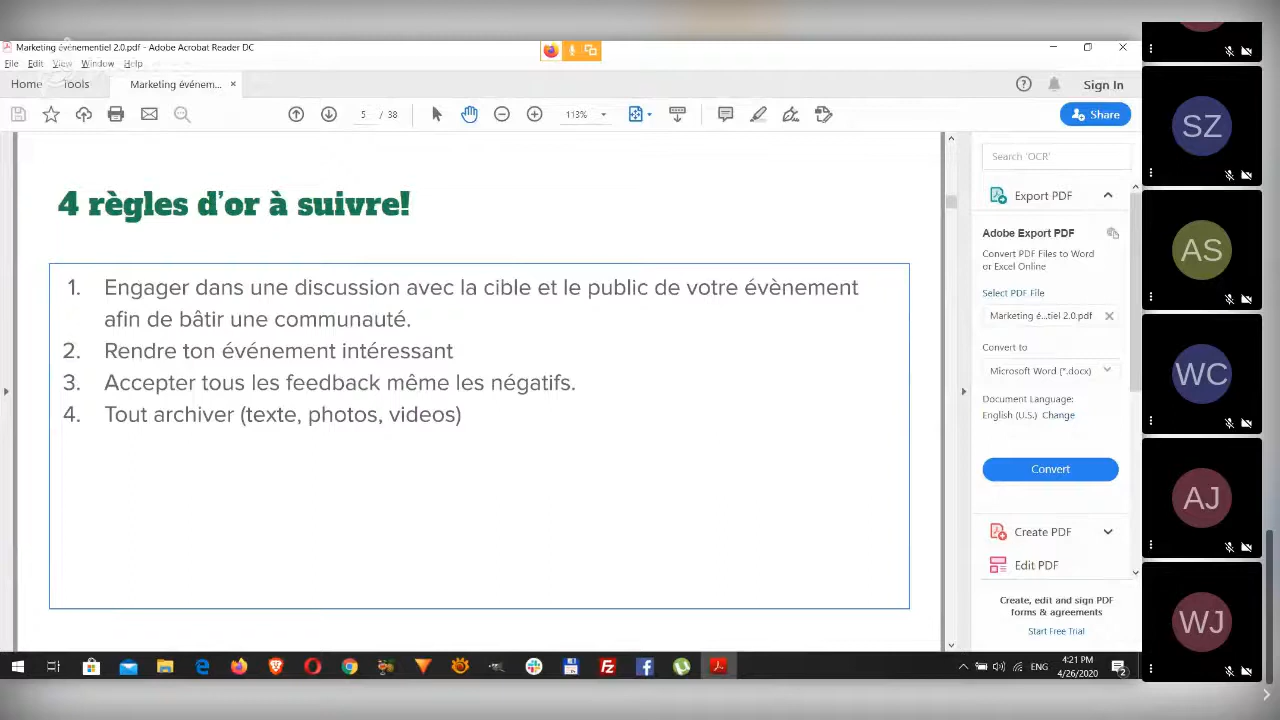 Marketing évènementiel 2.0.pdf - Adobe Acrobat Reader DC
File Edit View Window Help
Home Tools Marketing événem... ×
Sign In
5 / 38
113%
Share
4 règles d'or à suivre!
1. Engager dans une discussion avec la cible et le public de votre évènement
afin de bâtir une communauté.
2. Rendre ton événement intéressant
3. Accepter tous les feedback même les négatifs.
4. Tout archiver (texte, photos, videos)
Search 'OCR'
Export PDF
Adobe Export PDF
Convert PDF Files to Word
or Excel Online
Select PDF File
Marketing é...tiel 2.0.pdf
Convert to
Microsoft Word (*.docx)
Document Language:
English (U.S.) Change
Convert
Create PDF
Edit PDF
Create, edit and sign PDF
forms & agreements
Start Free Trial
SZ
AS
WC
AJ
WJ
ENG
4:21 PM
4/26/2020
2